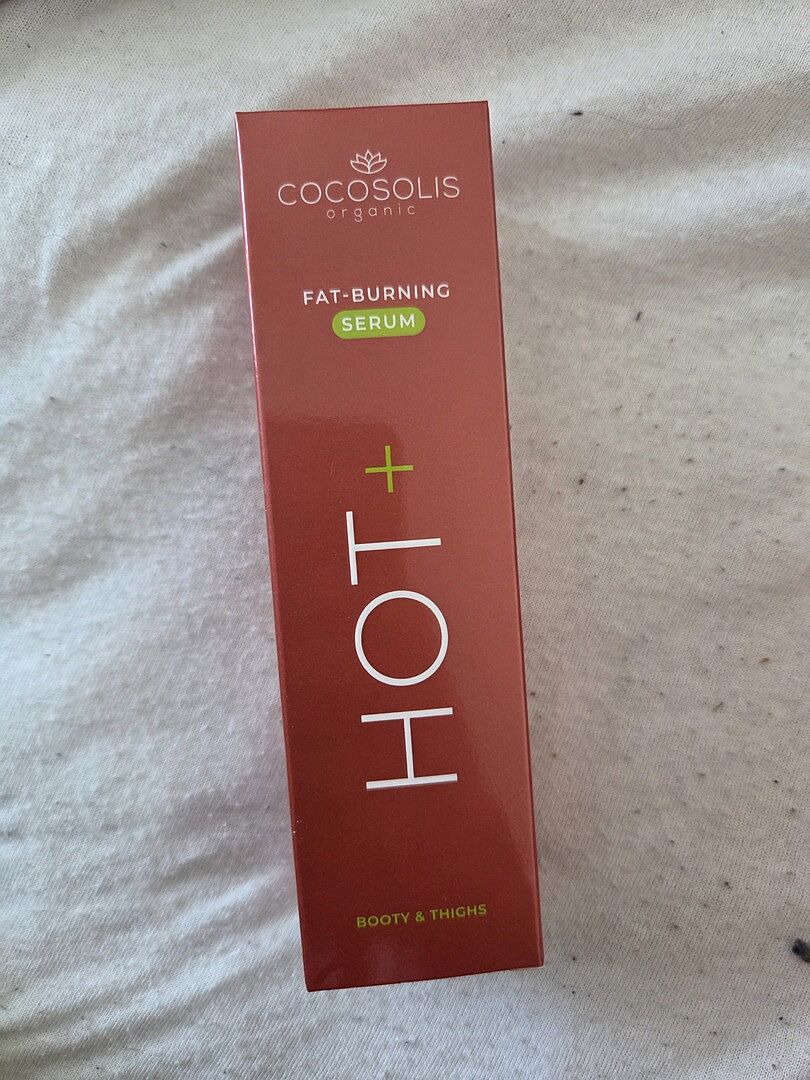 COCOSOLIS
organic
FAT-BURNING
SERUM
HOT+
BOOTY & THIGHS